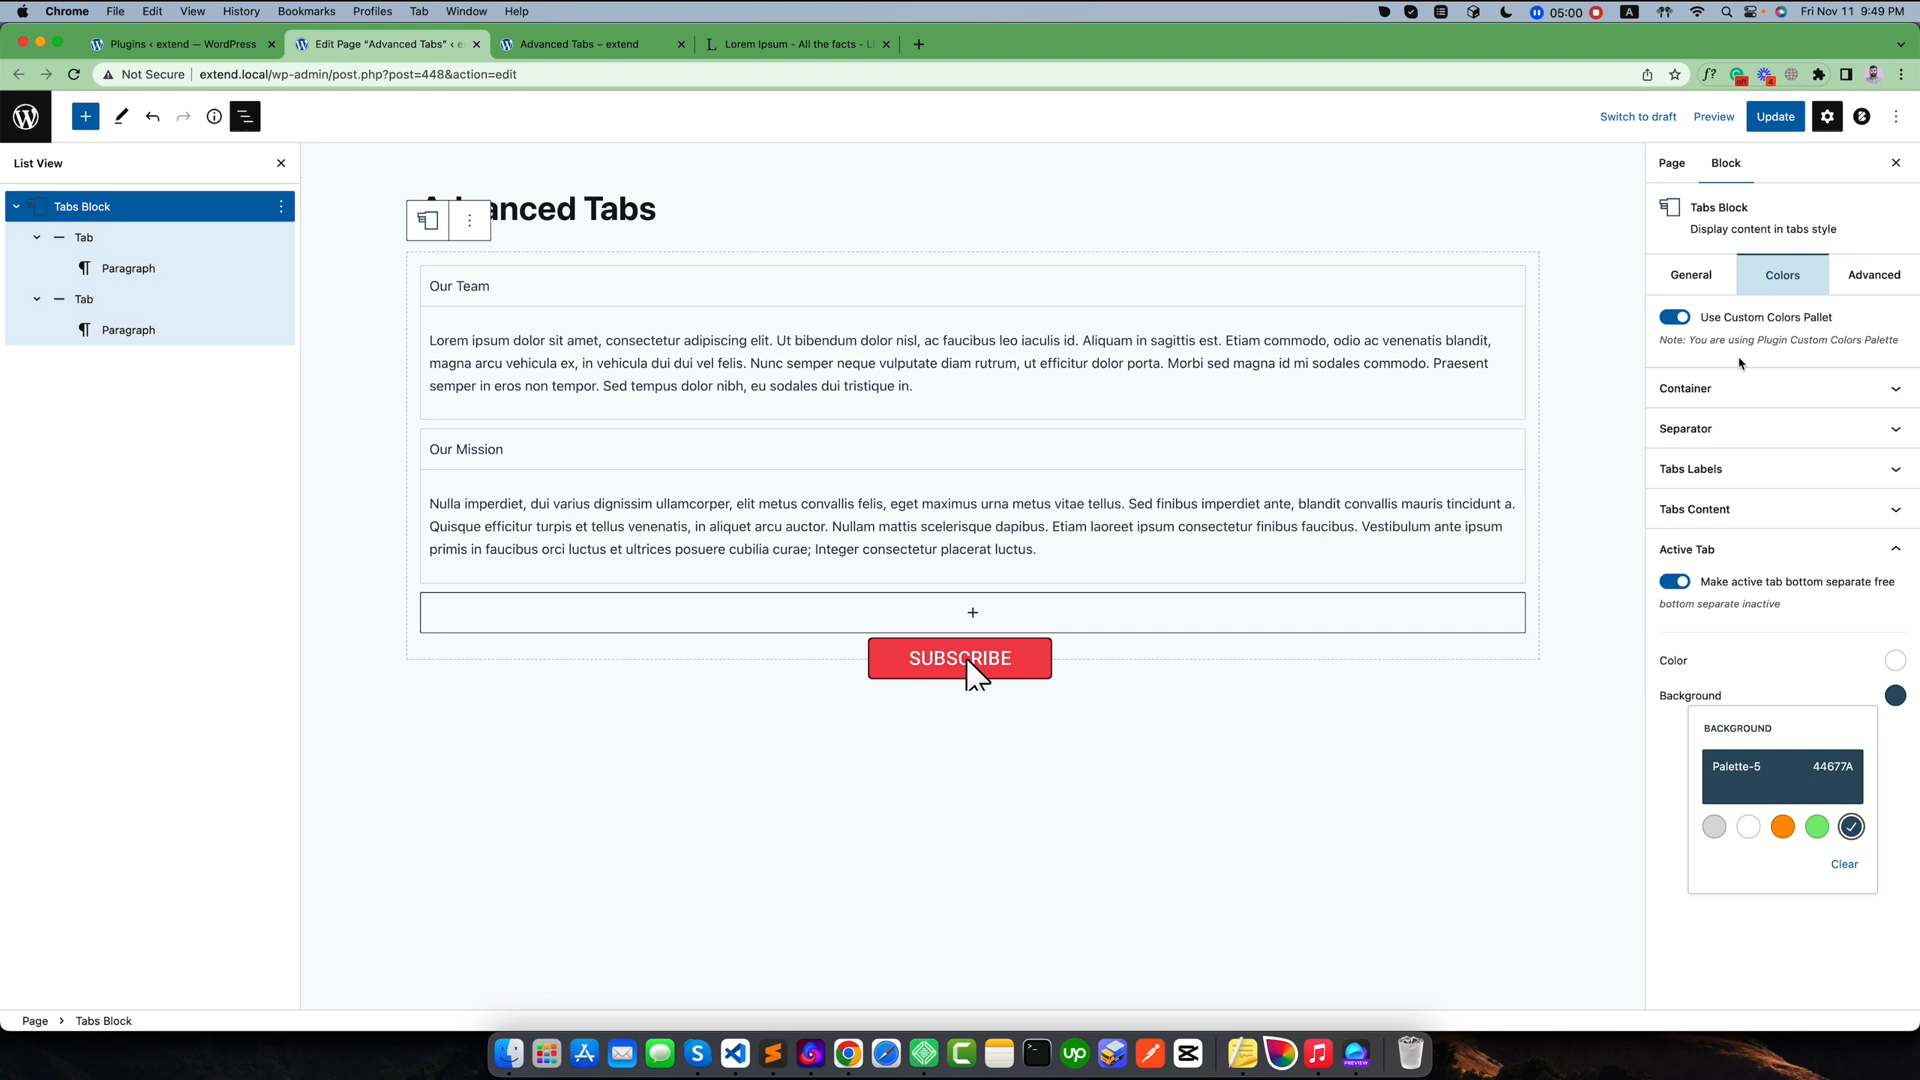 Chrome File Edit View History Bookmarks Profiles Tab Window Help 05:00 A Fri Nov 11 9:49 PM
Plugins ‹ extend — WordPress Edit Page “Advanced Tabs” ‹ e Advanced Tabs – extend Lorem Ipsum - All the facts - L
Not Secure extend.local/wp-admin/post.php?post=448&action=edit
Switch to draft Preview Update
List View
Tabs Block
Tab
Paragraph
Tab
Paragraph
anced Tabs
Our Team
Lorem ipsum dolor sit amet, consectetur adipiscing elit. Ut bibendum dolor nisl, ac faucibus leo iaculis id. Aliquam in sagittis est. Etiam commodo, odio ac venenatis blandit,
magna arcu vehicula ex, in vehicula dui dui vel felis. Nunc semper neque vulputate diam rutrum, ut efficitur dolor porta. Morbi sed magna id mi sodales commodo. Praesent
semper in eros non tempor. Sed tempus dolor nibh, eu sodales dui tristique in.
Our Mission
Nulla imperdiet, dui varius dignissim ullamcorper, elit metus convallis felis, eget maximus urna metus vitae tellus. Sed finibus imperdiet ante, blandit convallis mauris tincidunt a.
Quisque efficitur turpis et tellus venenatis, in aliquet arcu auctor. Nullam mattis scelerisque dapibus. Etiam laoreet ipsum consectetur finibus faucibus. Vestibulum ante ipsum
primis in faucibus orci luctus et ultrices posuere cubilia curae; Integer consectetur placerat luctus.
SUBSCRIBE
Page Block
Tabs Block
Display content in tabs style
General Colors Advanced
Use Custom Colors Pallet
Note: You are using Plugin Custom Colors Palette
Container
Separator
Tabs Labels
Tabs Content
Active Tab
Make active tab bottom separate free
bottom separate inactive
Color
Background
BACKGROUND
Palette-5 44677A
Clear
Page › Tabs Block